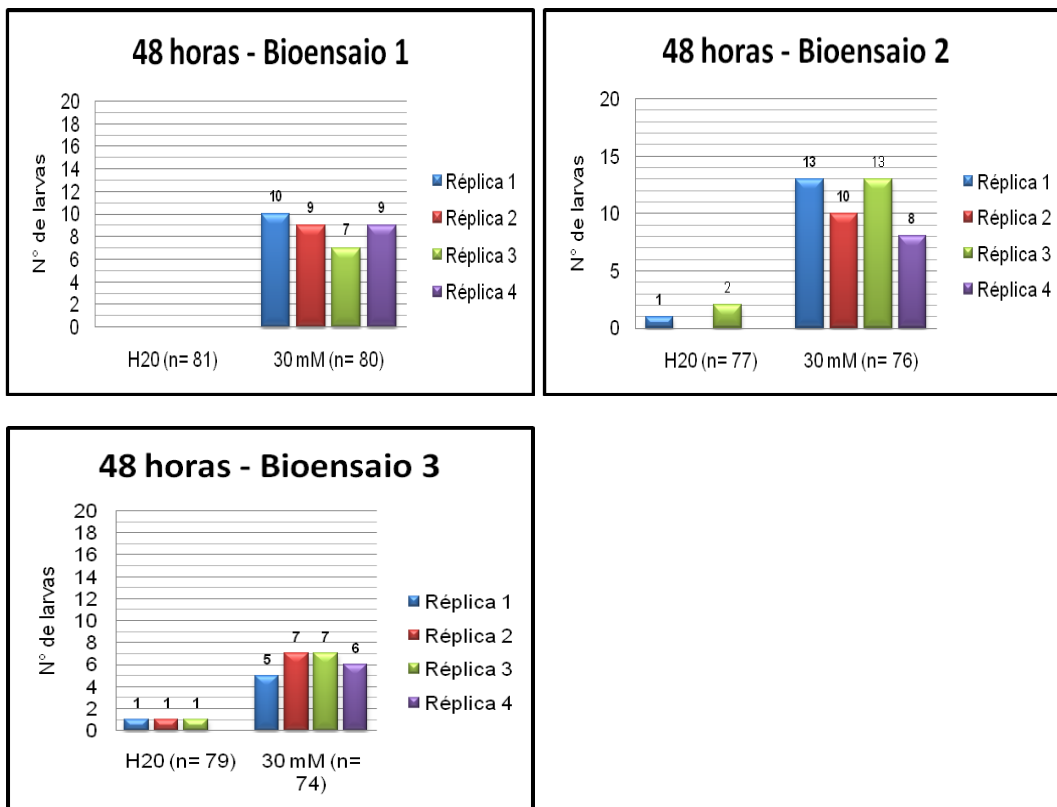 48 horas - Bioensaio 1
N° de larvas
20
18
16
14
12
10
8
6
4
2
0
10
9
7
9
H20 (n= 81)
30 mM (n= 80)
Réplica 1
Réplica 2
Réplica 3
Réplica 4
48 horas - Bioensaio 2
N° de larvas
20
15
10
5
0
1
2
13
10
13
8
H20 (n= 77)
30 mM (n= 76)
Réplica 1
Réplica 2
Réplica 3
Réplica 4
48 horas - Bioensaio 3
N° de larvas
20
18
16
14
12
10
8
6
4
2
0
1
1
1
5
7
7
6
H20 (n= 79)
30 mM (n=
74)
Réplica 1
Réplica 2
Réplica 3
Réplica 4